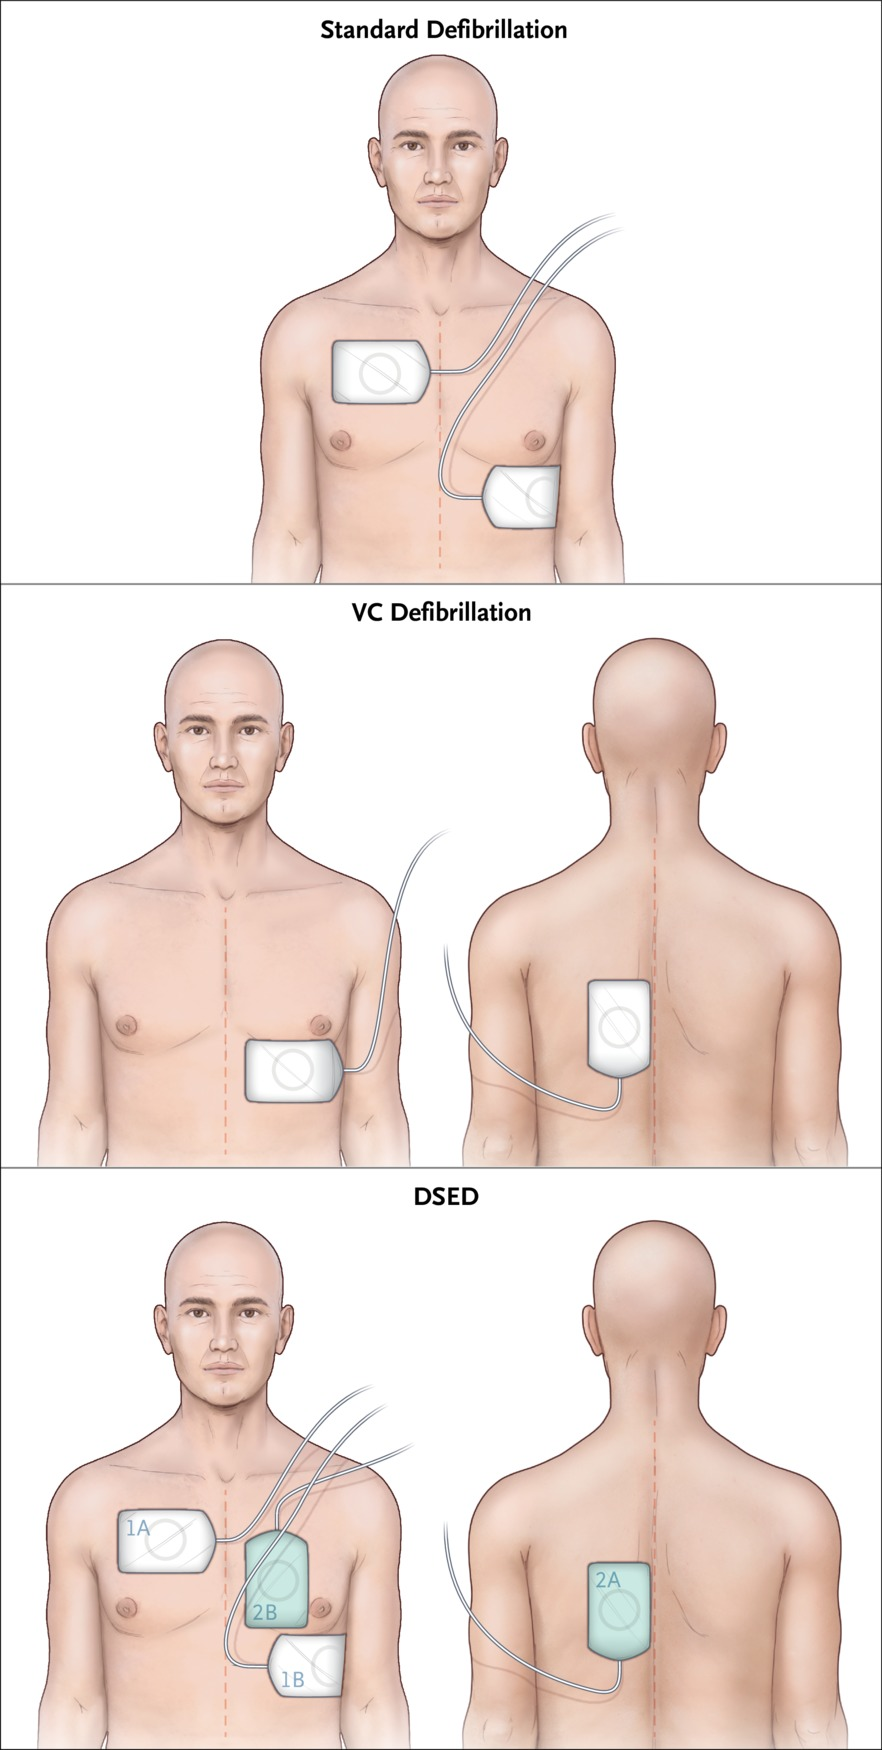 Standard Defibrillation
VC Defibrillation
DSED
1A
2A
2B
1B